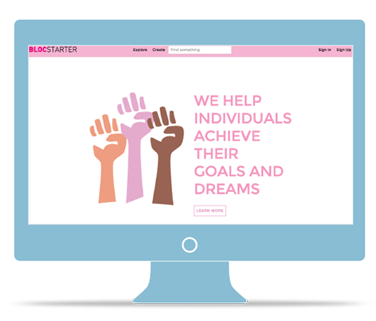 BLOCSTARTER Explore Create Find something Sign In Sign Up
WE HELP
INDIVIDUALS
ACHIEVE
THEIR
GOALS AND
DREAMS
LEARN MORE